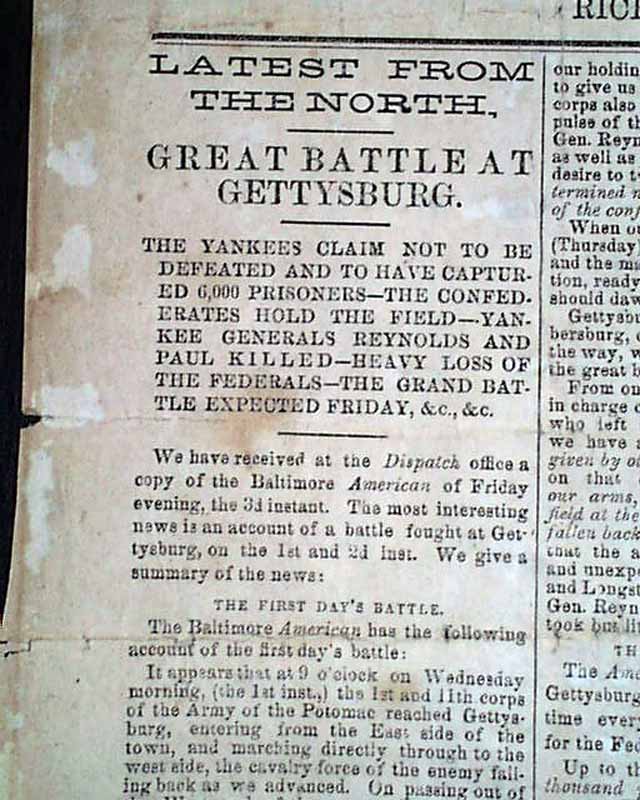 RICH
LATEST FROM
THE NORTH,
GREAT BATTLE AT
GETTYSBURG.
THE YANKEES CLAIM NOT TO BE
DEFEATED AND TO HAVE CAPTUR-
ED 6,000 PRISONERS—THE CONFED-
ERATES HOLD THE FIELD—YAN-
KEE GENERALS REYNOLDS AND
PAUL KILLED—HEAVY LOSS OF
THE FEDERALS—THE GRAND BAT-
TLE EXPECTED FRIDAY, &c., &c.
We have received at the Dispatch office a
copy of the Baltimore American of Friday
evening, the 3d instant. The most interesting
news is an account of a battle fought at Get-
tysburg, on the 1st and 2d inst. We give a
summary of the news:
THE FIRST DAY'S BATTLE.
The Baltimore American has the following
account of the first day's battle:
It appears that at 9 o'clock on Wednesday
morning, (the 1st inst.,) the 1st and 11th corps
of the Army of the Potomac reached Gettys-
burg, entering from the East side of the
town, and marching directly through to the
west side, the cavalry force of the enemy fall-
ing back as we advanced. On passing out of
our holdin
to give us
corps also
pulse of th
Gen. Reyn
as well as
desire to t
termined n
of the conf
When ou
(Thursday)
and the ma
tion, ready
should daw
Gettysbu
bersburg, o
the way, w
the great b
From on
in charge o
who left
we have a
given by o
on that
our arms,
field at the
fallen back
that the a
and unexp
and Longst
Gen. Reyn
took but li
TH
The Ame
Gettysburg
time every
for the Fed
Up to th
thousand